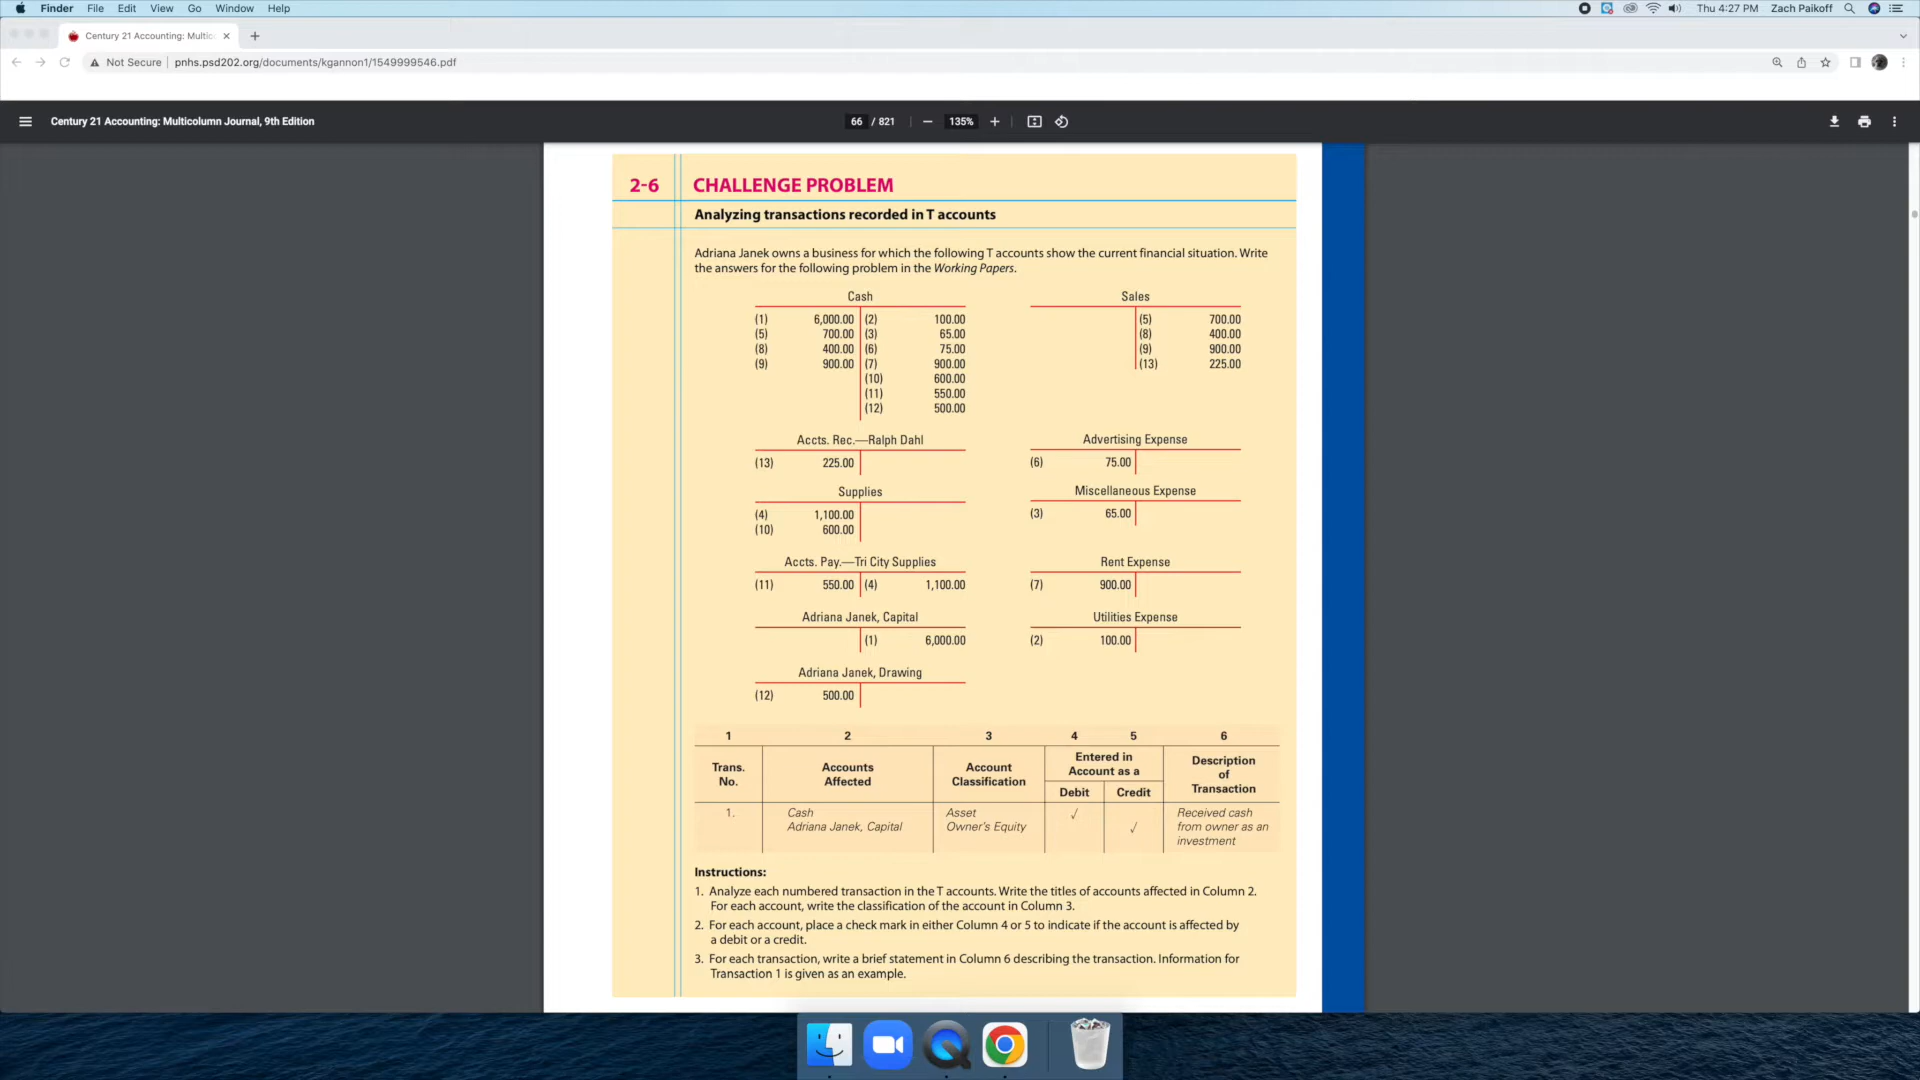 Finder File Edit View Go Window Help Thu 4:27 PM Zach Paikoff
Century 21 Accounting: Multic
Not Secure pnhs.psd202.org/documents/kgannon1/1549999546.pdf
Century 21 Accounting: Multicolumn Journal, 9th Edition 66 / 821 135%
2-6 CHALLENGE PROBLEM
Analyzing transactions recorded in T accounts
Adriana Janek owns a business for which the following T accounts show the current financial situation. Write
the answers for the following problem in the Working Papers.
Cash Sales
(1) 6,000.00 (2) 100.00 (5) 700.00
(5) 700.00 (3) 65.00 (8) 400.00
(8) 400.00 (6) 75.00 (9) 900.00
(9) 900.00 (7) 900.00 (13) 225.00
(10) 600.00
(11) 550.00
(12) 500.00
Accts. Rec.—Ralph Dahl Advertising Expense
(13) 225.00 (6) 75.00
Supplies Miscellaneous Expense
(4) 1,100.00 (3) 65.00
(10) 600.00
Accts. Pay.—Tri City Supplies Rent Expense
(11) 550.00 (4) 1,100.00 (7) 900.00
Adriana Janek, Capital Utilities Expense
(1) 6,000.00 (2) 100.00
Adriana Janek, Drawing
(12) 500.00
1 2 3 4 5 6
Trans. No. Accounts Affected Account Classification Entered in Account as a Debit Credit Description of Transaction
1. Cash Asset ✓ Received cash
Adriana Janek, Capital Owner's Equity ✓ from owner as an
investment
Instructions:
1. Analyze each numbered transaction in the T accounts. Write the titles of accounts affected in Column 2.
For each account, write the classification of the account in Column 3.
2. For each account, place a check mark in either Column 4 or 5 to indicate if the account is affected by
a debit or a credit.
3. For each transaction, write a brief statement in Column 6 describing the transaction. Information for
Transaction 1 is given as an example.